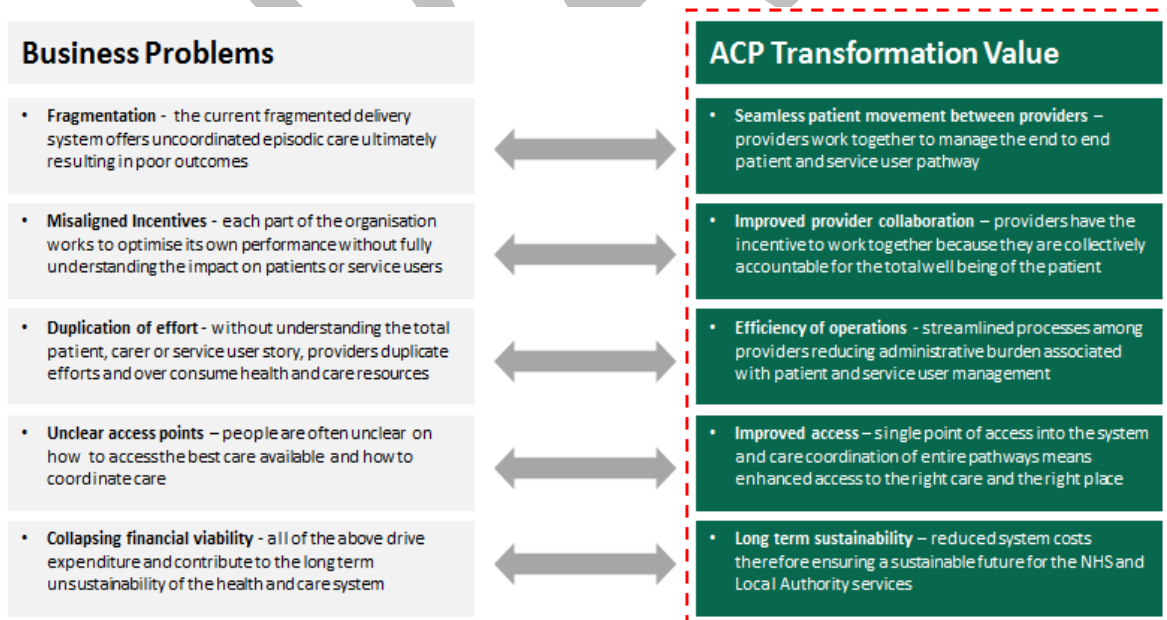 Business Problems
ACP Transformation Value
• Fragmentation - the current fragmented delivery
system offers uncoordinated episodic care ultimately
resulting in poor outcomes
• Seamless patient movement between providers –
providers work together to manage the end to end
patient and service user pathway
• Misaligned Incentives - each part of the organisation
works to optimise its own performance without fully
understanding the impact on patients or service users
• Improved provider collaboration – providers have the
incentive to work together because they are collectively
accountable for the total well being of the patient
• Duplication of effort - without understanding the total
patient, carer or service user story, providers duplicate
efforts and over consume health and care resources
• Efficiency of operations - streamlined processes among
providers reducing administrative burden associated
with patient and service user management
• Unclear access points – people are often unclear on
how to access the best care available and how to
coordinate care
• Improved access – single point of access into the system
and care coordination of entire pathways means
enhanced access to the right care and the right place
• Collapsing financial viability - all of the above drive
expenditure and contribute to the long term
unsustainability of the health and care system
• Long term sustainability – reduced system costs
therefore ensuring a sustainable future for the NHS and
Local Authority services